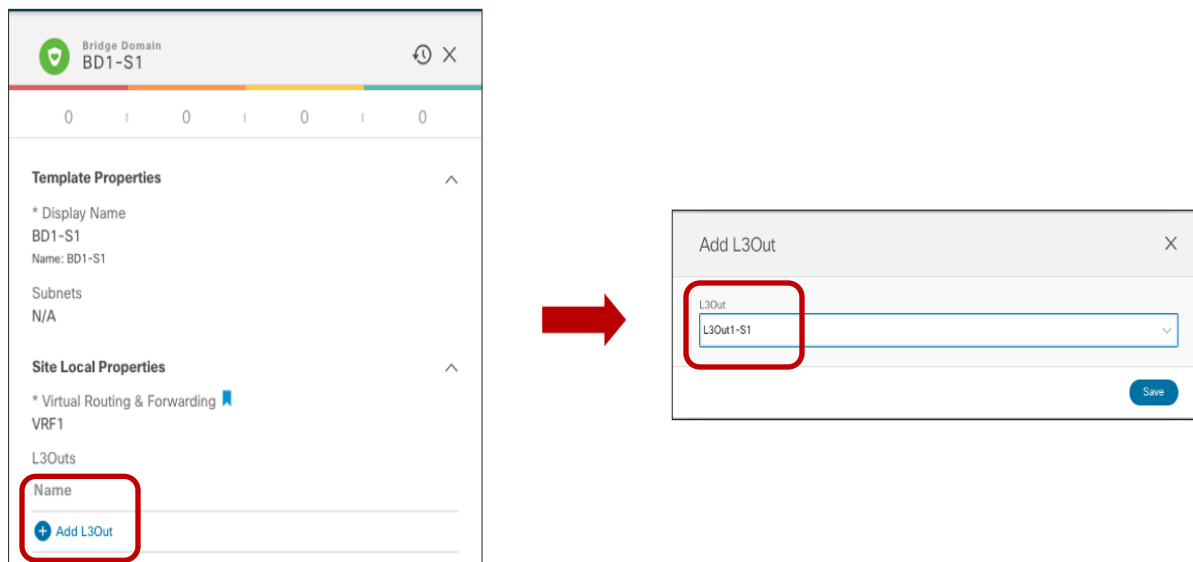 Bridge Domain
BD1-S1
0 0 0 0
Template Properties
* Display Name
BD1-S1
Name: BD1-S1
Subnets
N/A
Site Local Properties
* Virtual Routing & Forwarding
VRF1
L3Outs
Name
Add L3Out
Add L3Out
L3Out
L3Out1-S1
Save